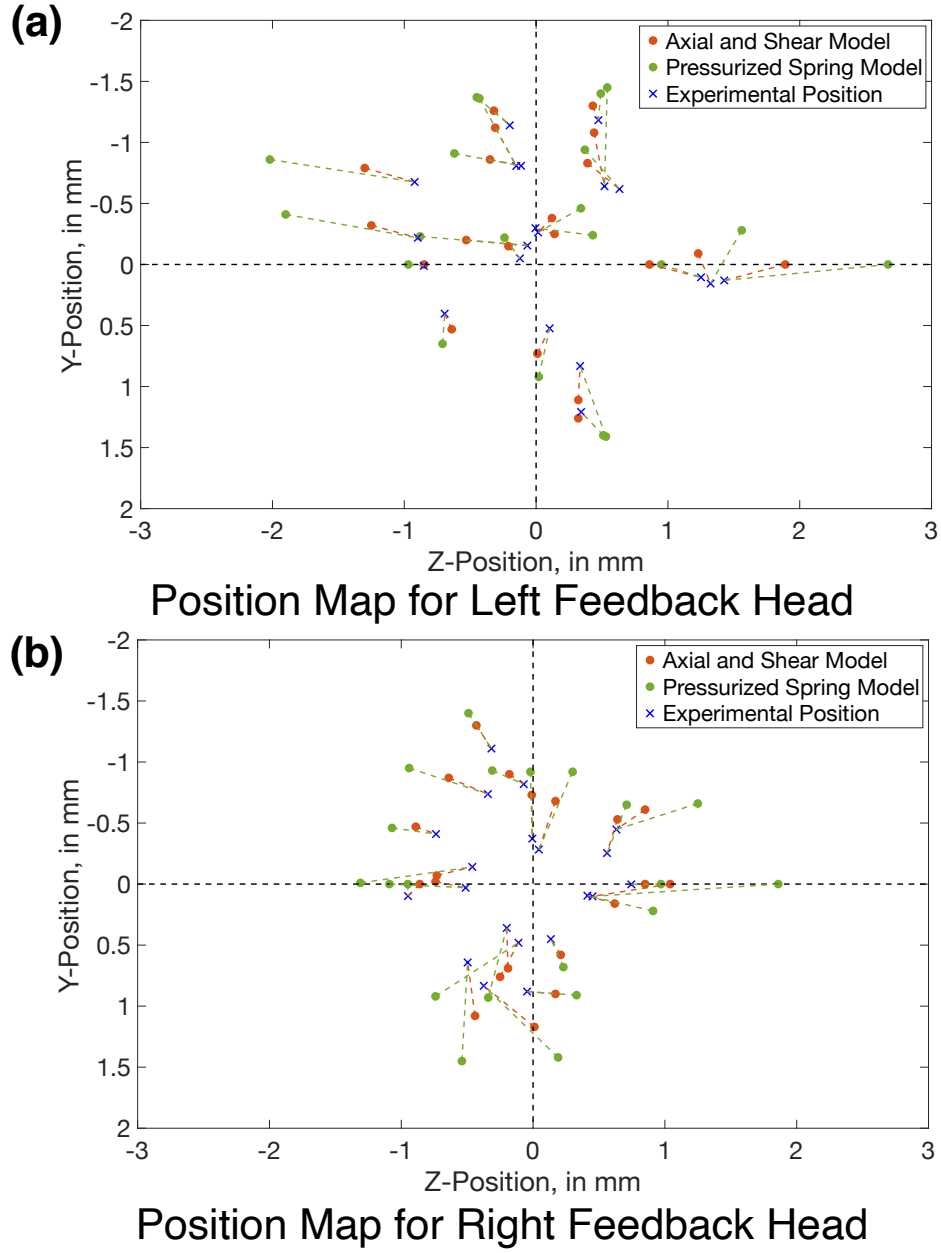 (a)
-2
-1.5
-1
-0.5
0
0.5
1
1.5
2
Y-Position, in mm
Axial and Shear Model
Pressurized Spring Model
Experimental Position
-3 -2 -1 0 1 2 3
Z-Position, in mm
Position Map for Left Feedback Head
(b)
-2
-1.5
-1
-0.5
0
0.5
1
1.5
2
Y-Position, in mm
Axial and Shear Model
Pressurized Spring Model
Experimental Position
-3 -2 -1 0 1 2 3
Z-Position, in mm
Position Map for Right Feedback Head